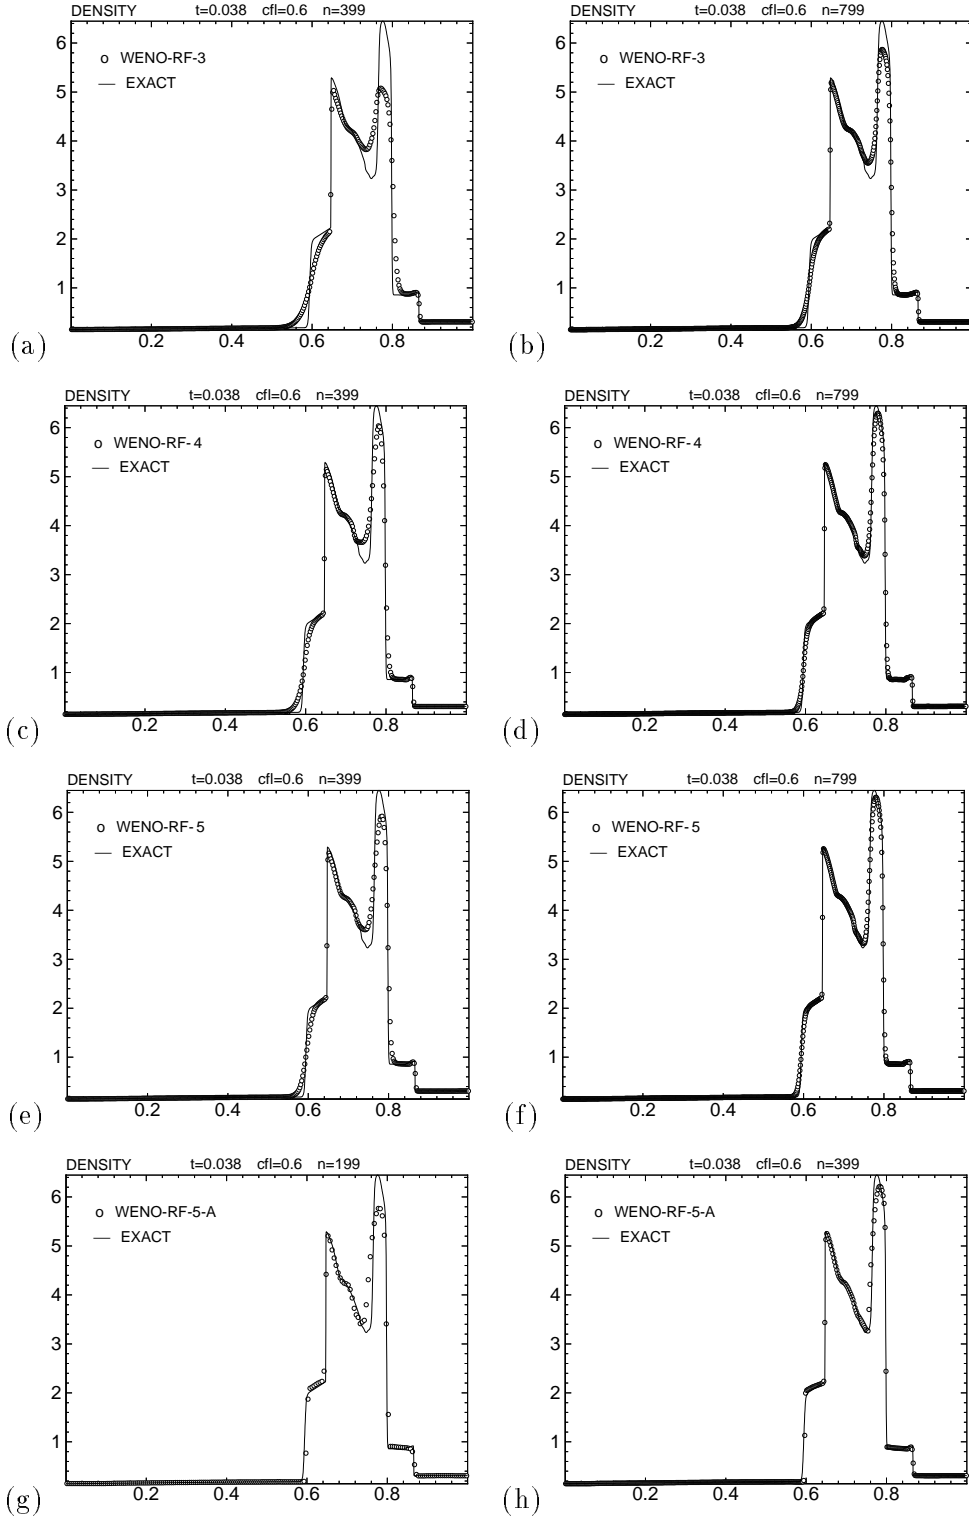 DENSITY t=0.038 cfl=0.6 n=399
o WENO-RF-3
— EXACT
6
5
4
3
2
1
0.2 0.4 0.6 0.8
(a)
DENSITY t=0.038 cfl=0.6 n=799
o WENO-RF-3
— EXACT
6
5
4
3
2
1
0.2 0.4 0.6 0.8
(b)
DENSITY t=0.038 cfl=0.6 n=399
o WENO-RF-4
— EXACT
6
5
4
3
2
1
0.2 0.4 0.6 0.8
(c)
DENSITY t=0.038 cfl=0.6 n=799
o WENO-RF-4
— EXACT
6
5
4
3
2
1
0.2 0.4 0.6 0.8
(d)
DENSITY t=0.038 cfl=0.6 n=399
o WENO-RF-5
— EXACT
6
5
4
3
2
1
0.2 0.4 0.6 0.8
(e)
DENSITY t=0.038 cfl=0.6 n=799
o WENO-RF-5
— EXACT
6
5
4
3
2
1
0.2 0.4 0.6 0.8
(f)
DENSITY t=0.038 cfl=0.6 n=199
o WENO-RF-5-A
— EXACT
6
5
4
3
2
1
0.2 0.4 0.6 0.8
(g)
DENSITY t=0.038 cfl=0.6 n=399
o WENO-RF-5-A
— EXACT
6
5
4
3
2
1
0.2 0.4 0.6 0.8
(h)